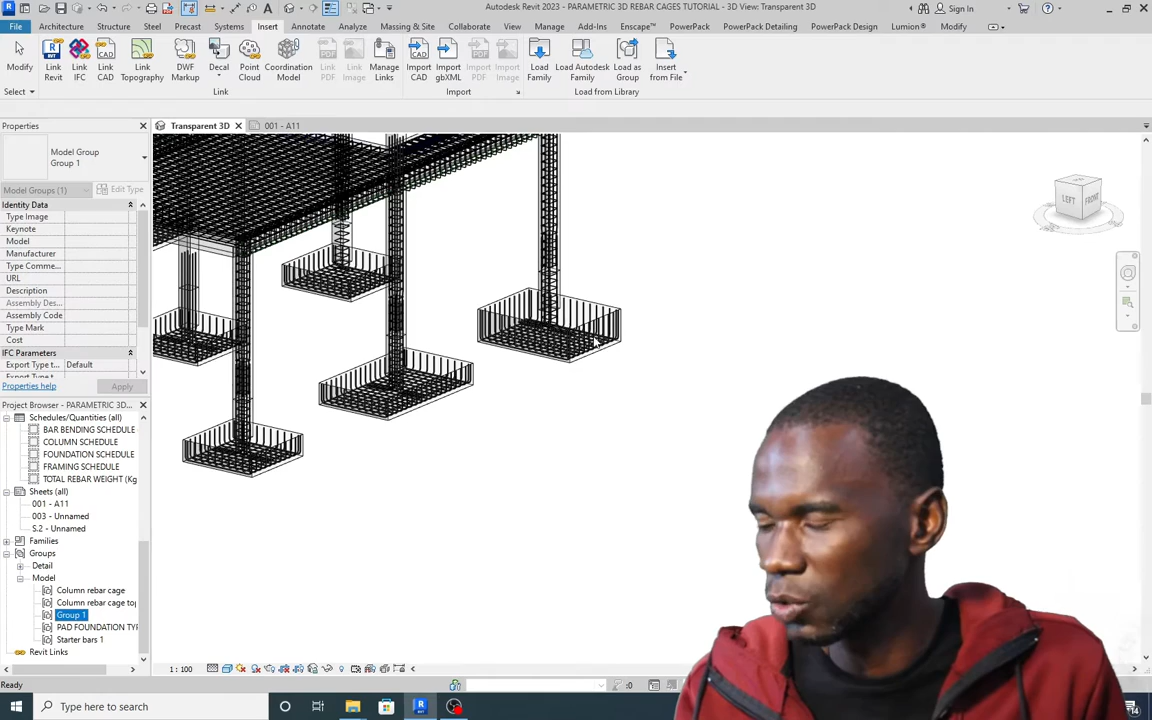 Autodesk Revit 2023 - PARAMETRIC 3D REBAR CAGES TUTORIAL - 3D View: Transparent 3D
Sign In
File Architecture Structure Steel Precast Systems Insert Annotate Analyze Massing & Site Collaborate View Manage Add-Ins Enscape™ PowerPack PowerPack Detailing PowerPack Design Lumion® Modify
Modify
Link Revit
Link IFC
Link CAD
Link Topography
DWF Markup
Decal
Point Cloud
Coordination Model
Link PDF
Link Image
Manage Links
Import CAD
Import gbXML
Import PDF
Import Image
Load Family
Load Autodesk Family
Load as Group
Insert from File
Select
Link
Import
Load from Library
Properties
Transparent 3D
001 - A11
Model Group
Group 1
Model Groups (1)
Edit Type
Identity Data
Type Image
Keynote
Model
Manufacturer
Type Comme...
URL
Description
Assembly Des...
Assembly Code
Type Mark
Cost
IFC Parameters
Export Type t... Default
Properties help
Apply
Project Browser - PARAMETRIC 3D...
Schedules/Quantities (all)
BAR BENDING SCHEDULE
COLUMN SCHEDULE
FOUNDATION SCHEDULE
FRAMING SCHEDULE
TOTAL REBAR WEIGHT (Kg
Sheets (all)
001 - A11
003 - Unnamed
S.2 - Unnamed
Families
Groups
Detail
Model
Column rebar cage
Column rebar cage top
Group 1
PAD FOUNDATION TYP
Starter bars 1
Revit Links
LEFT
FRONT
1 : 100
Ready
:0
Type here to search